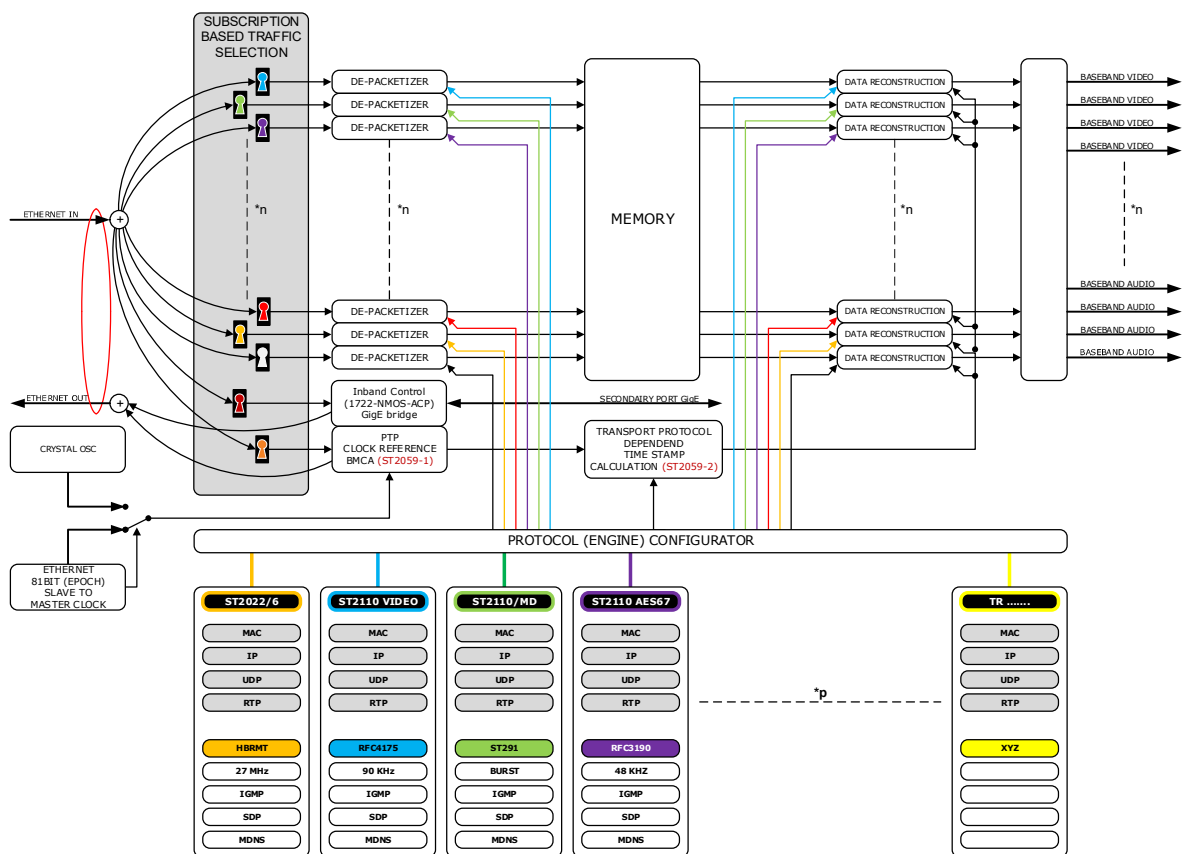 SUBSCRIPTION
BASED TRAFFIC
SELECTION
DE-PACKETIZER
DE-PACKETIZER
DE-PACKETIZER
*n
*n
DE-PACKETIZER
DE-PACKETIZER
DE-PACKETIZER
MEMORY
DATA RECONSTRUCTION
DATA RECONSTRUCTION
DATA RECONSTRUCTION
*n
DATA RECONSTRUCTION
DATA RECONSTRUCTION
DATA RECONSTRUCTION
BASEBAND VIDEO
BASEBAND VIDEO
BASEBAND VIDEO
BASEBAND VIDEO
*n
BASEBAND AUDIO
BASEBAND AUDIO
BASEBAND AUDIO
BASEBAND AUDIO
ETHERNET IN
+
ETHERNET OUT
+
Inband Control
(1722-NMOS-ACP)
GigE bridge
SECONDAIRY PORT GigE
PTP
CLOCK REFERENCE
BMCA (ST2059-1)
TRANSPORT PROTOCOL
DEPENDEND
TIME STAMP
CALCULATION (ST2059-2)
CRYSTAL OSC
ETHERNET
81BIT (EPOCH)
SLAVE TO
MASTER CLOCK
PROTOCOL (ENGINE) CONFIGURATOR
ST2022/6
MAC
IP
UDP
RTP
HBRMT
27 MHz
IGMP
SDP
MDNS
ST2110 VIDEO
MAC
IP
UDP
RTP
RFC4175
90 KHz
IGMP
SDP
MDNS
ST2110/MD
MAC
IP
UDP
RTP
ST291
BURST
IGMP
SDP
MDNS
ST2110 AES67
MAC
IP
UDP
RTP
RFC3190
48 KHZ
IGMP
SDP
MDNS
*p
TR .......
MAC
IP
UDP
RTP
XYZ